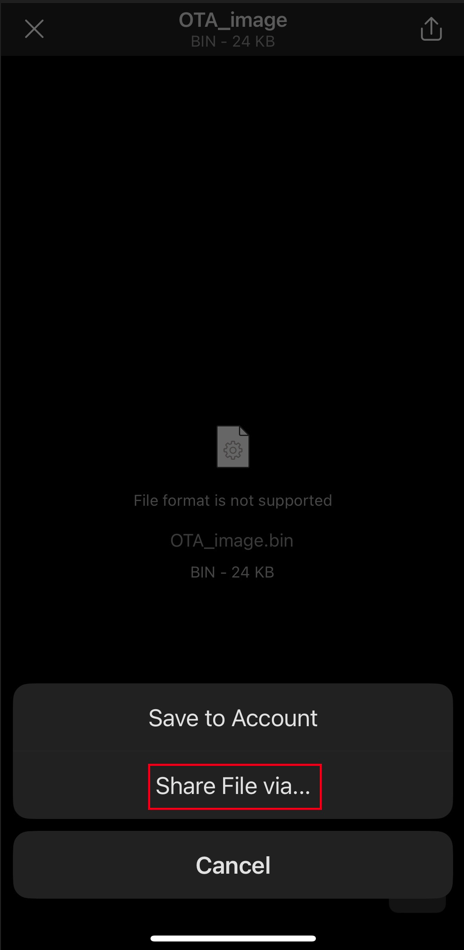 OTA_image
BIN - 24 KB
File format is not supported
OTA_image.bin
BIN - 24 KB
Save to Account
Share File via...
Cancel